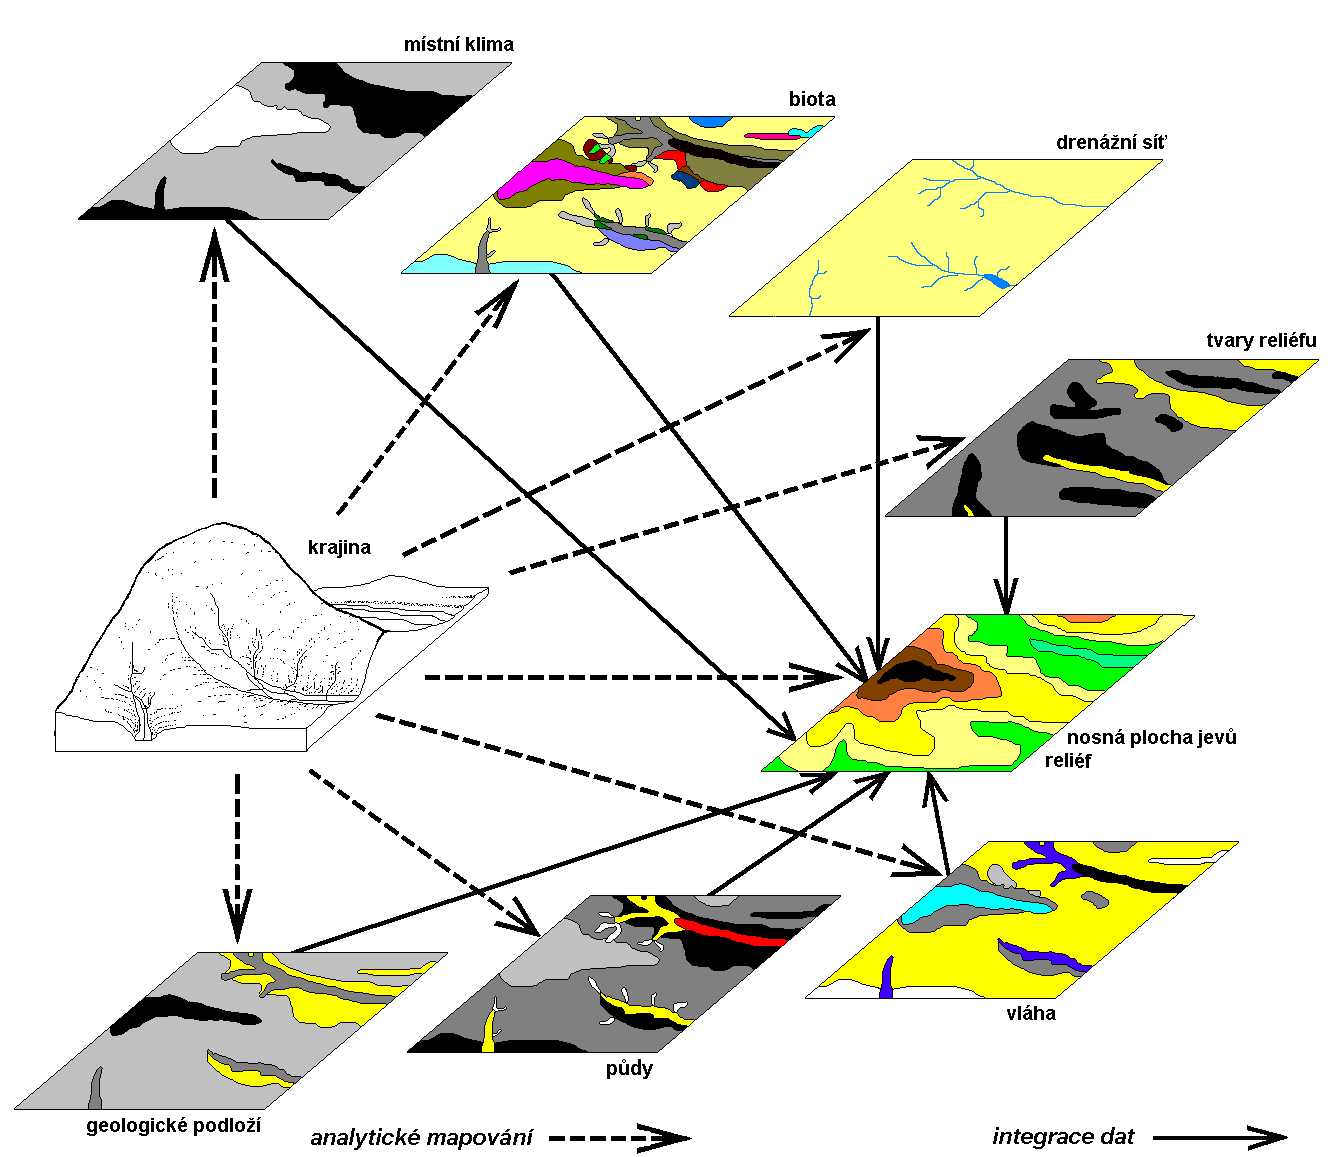 místní klima
biota
drenážní síť
tvary reliéfu
krajina
nosná plocha jevů
reliéf
vláha
půdy
geologické podloží
analytické mapování
integrace dat